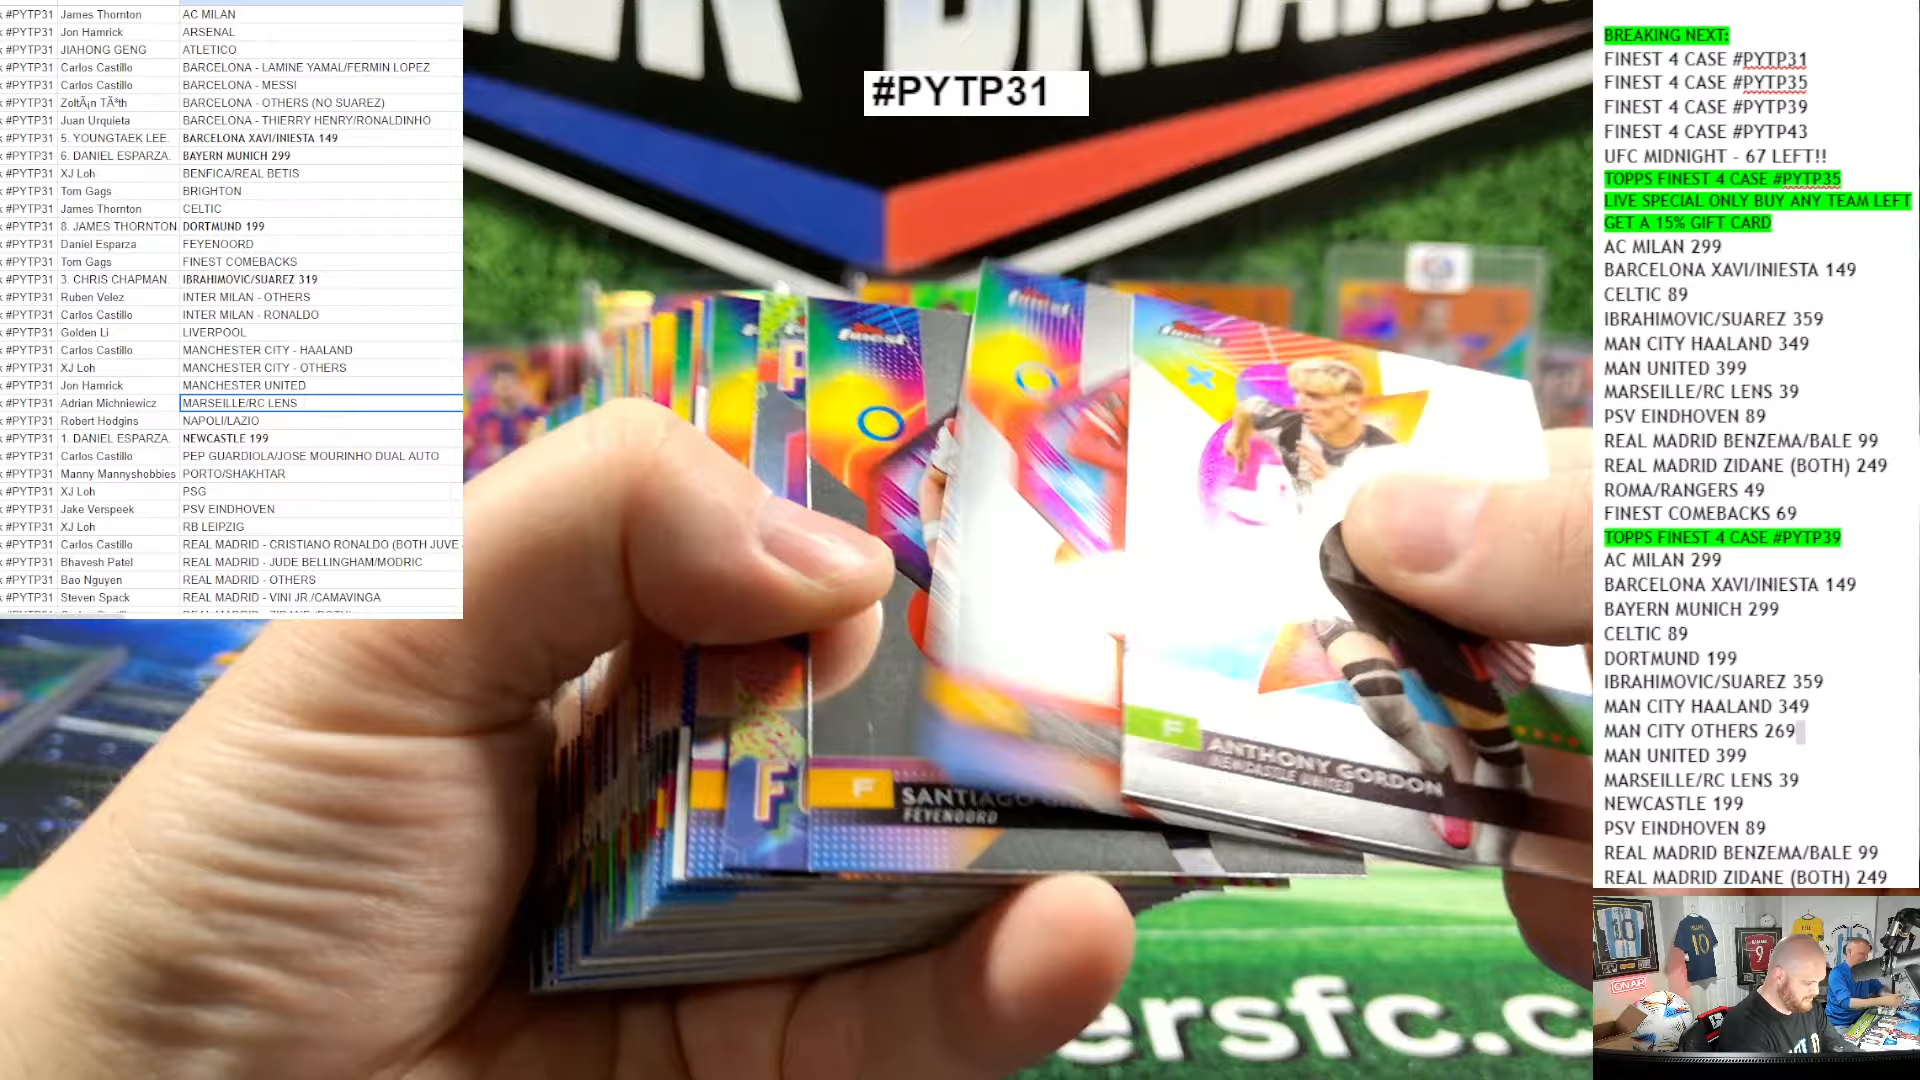 #PYTP31 James Thornton AC MILAN
#PYTP31 Jon Hamrick ARSENAL
#PYTP31 JIAHONG GENG ATLETICO
#PYTP31 Carlos Castillo BARCELONA - LAMINE YAMAL/FERMIN LOPEZ
#PYTP31 Carlos Castillo BARCELONA - MESSI
#PYTP31 ZoltÃ¡n TÃ³th BARCELONA - OTHERS (NO SUAREZ)
#PYTP31 Juan Urquieta BARCELONA - THIERRY HENRY/RONALDINHO
#PYTP31 5. YOUNGTAEK LEE. BARCELONA XAVI/INIESTA 149
#PYTP31 6. DANIEL ESPARZA. BAYERN MUNICH 299
#PYTP31 XJ Loh BENFICA/REAL BETIS
#PYTP31 Tom Gags BRIGHTON
#PYTP31 James Thornton CELTIC
#PYTP31 8. JAMES THORNTON DORTMUND 199
#PYTP31 Daniel Esparza FEYENOORD
#PYTP31 Tom Gags FINEST COMEBACKS
#PYTP31 3. CHRIS CHAPMAN. IBRAHIMOVIC/SUAREZ 319
#PYTP31 Ruben Velez INTER MILAN - OTHERS
#PYTP31 Carlos Castillo INTER MILAN - RONALDO
#PYTP31 Golden Li LIVERPOOL
#PYTP31 Carlos Castillo MANCHESTER CITY - HAALAND
#PYTP31 XJ Loh MANCHESTER CITY - OTHERS
#PYTP31 Jon Hamrick MANCHESTER UNITED
#PYTP31 Adrian Michniewicz MARSEILLE/RC LENS
#PYTP31 Robert Hodgins NAPOLI/LAZIO
#PYTP31 1. DANIEL ESPARZA. NEWCASTLE 199
#PYTP31 Carlos Castillo PEP GUARDIOLA/JOSE MOURINHO DUAL AUTO
#PYTP31 Manny Mannyshobbies PORTO/SHAKHTAR
#PYTP31 XJ Loh PSG
#PYTP31 Jake Verspeek PSV EINDHOVEN
#PYTP31 XJ Loh RB LEIPZIG
#PYTP31 Carlos Castillo REAL MADRID - CRISTIANO RONALDO (BOTH JUVE
#PYTP31 Bhavesh Patel REAL MADRID - JUDE BELLINGHAM/MODRIC
#PYTP31 Bao Nguyen REAL MADRID - OTHERS
#PYTP31 Steven Spack REAL MADRID - VINI JR./CAMAVINGA
#PYTP31
finest
finest
finest
F
SANTIAGO
FEYENOORD
F
ANTHONY GORDON
NEWCASTLE UNITED
F
ersfc.c
BREAKING NEXT:
FINEST 4 CASE #PYTP31
FINEST 4 CASE #PYTP35
FINEST 4 CASE #PYTP39
FINEST 4 CASE #PYTP43
UFC MIDNIGHT - 67 LEFT!!
TOPPS FINEST 4 CASE #PYTP35
LIVE SPECIAL ONLY BUY ANY TEAM LEFT
GET A 15% GIFT CARD
AC MILAN 299
BARCELONA XAVI/INIESTA 149
CELTIC 89
IBRAHIMOVIC/SUAREZ 359
MAN CITY HAALAND 349
MAN UNITED 399
MARSEILLE/RC LENS 39
PSV EINDHOVEN 89
REAL MADRID BENZEMA/BALE 99
REAL MADRID ZIDANE (BOTH) 249
ROMA/RANGERS 49
FINEST COMEBACKS 69
TOPPS FINEST 4 CASE #PYTP39
AC MILAN 299
BARCELONA XAVI/INIESTA 149
BAYERN MUNICH 299
CELTIC 89
DORTMUND 199
IBRAHIMOVIC/SUAREZ 359
MAN CITY HAALAND 349
MAN CITY OTHERS 269
MAN UNITED 399
MARSEILLE/RC LENS 39
NEWCASTLE 199
PSV EINDHOVEN 89
REAL MADRID BENZEMA/BALE 99
REAL MADRID ZIDANE (BOTH) 249
10
10
9
ON AIR